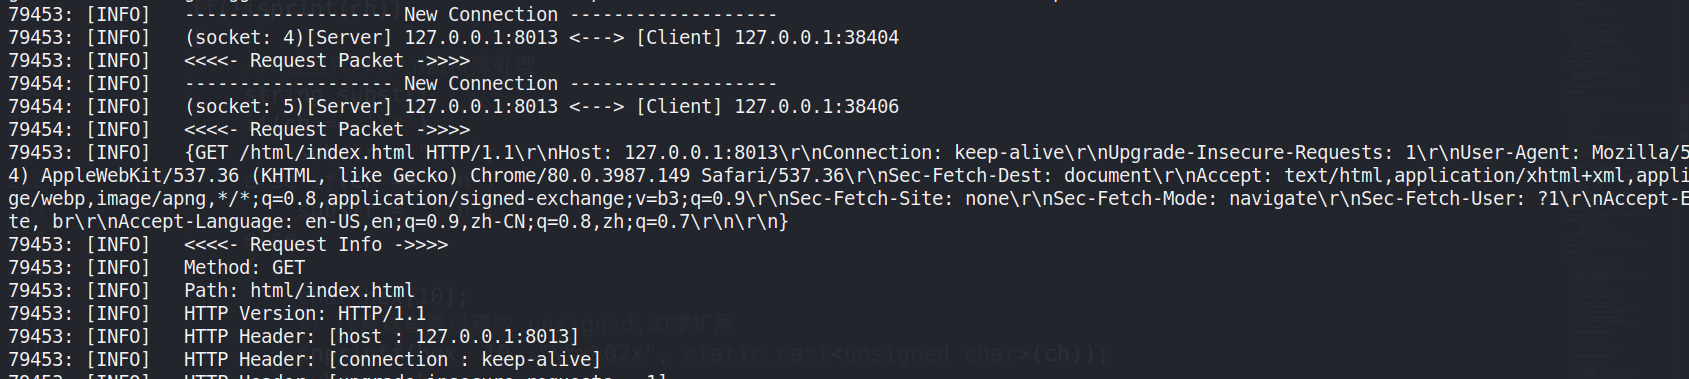 79453: [INFO] ------------------- New Connection -------------------
79453: [INFO] (socket: 4)[Server] 127.0.0.1:8013 <---> [Client] 127.0.0.1:38404
79453: [INFO] <<<<- Request Packet ->>>>
79454: [INFO] ------------------- New Connection -------------------
79454: [INFO] (socket: 5)[Server] 127.0.0.1:8013 <---> [Client] 127.0.0.1:38406
79454: [INFO] <<<<- Request Packet ->>>>
79453: [INFO] {GET /html/index.html HTTP/1.1\r\nHost: 127.0.0.1:8013\r\nConnection: keep-alive\r\nUpgrade-Insecure-Requests: 1\r\nUser-Agent: Mozilla/5
4) AppleWebKit/537.36 (KHTML, like Gecko) Chrome/80.0.3987.149 Safari/537.36\r\nSec-Fetch-Dest: document\r\nAccept: text/html,application/xhtml+xml,appli
ge/webp,image/apng,*/*;q=0.8,application/signed-exchange;v=b3;q=0.9\r\nSec-Fetch-Site: none\r\nSec-Fetch-Mode: navigate\r\nSec-Fetch-User: ?1\r\nAccept-E
te, br\r\nAccept-Language: en-US,en;q=0.9,zh-CN;q=0.8,zh;q=0.7\r\n\r\n}
79453: [INFO] <<<<- Request Info ->>>>
79453: [INFO] Method: GET
79453: [INFO] Path: html/index.html
79453: [INFO] HTTP Version: HTTP/1.1
79453: [INFO] HTTP Header: [host : 127.0.0.1:8013]
79453: [INFO] HTTP Header: [connection : keep-alive]